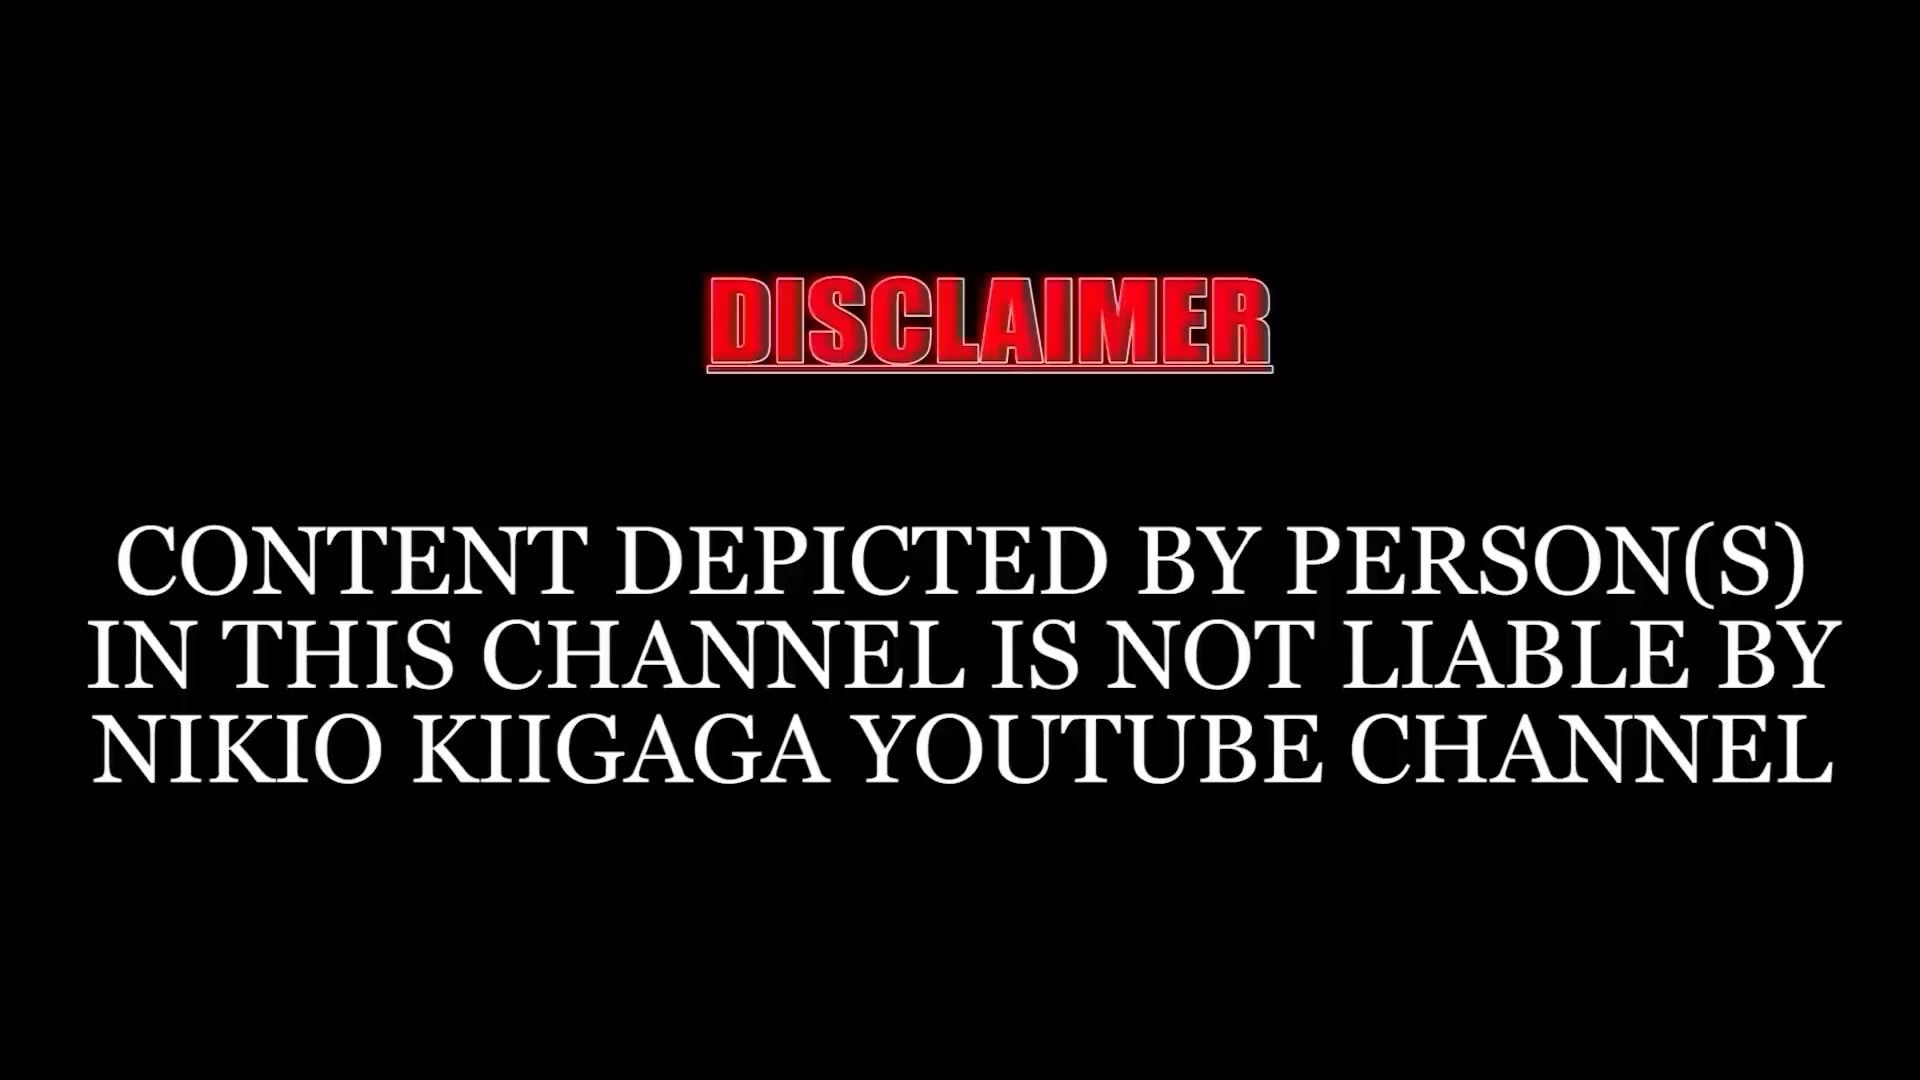 DISCLAIMER
CONTENT DEPICTED BY PERSON(S)
IN THIS CHANNEL IS NOT LIABLE BY
NIKIO KIIGAGA YOUTUBE CHANNEL